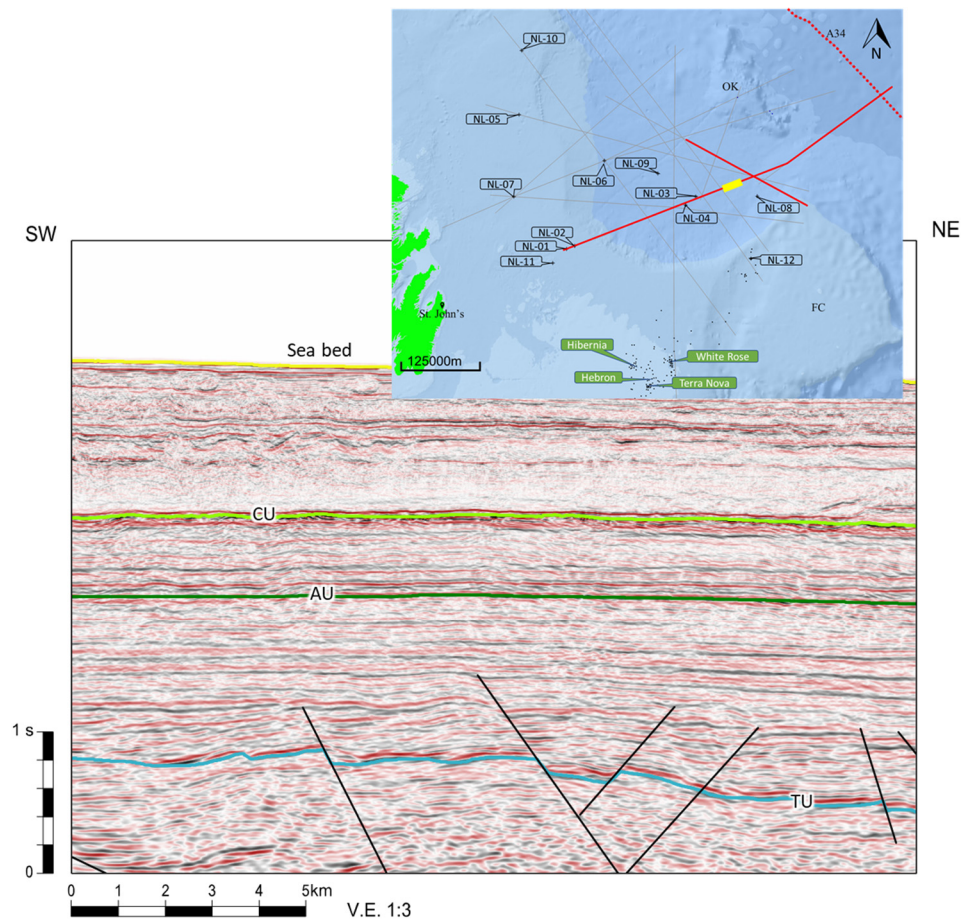 NL-10
A34
N
OK
NL-05
NL-09
NL-06
NL-07
NL-03
NL-08
NL-04
NL-02
NL-01
NL-11
NL-12
SW
NE
St. John's
FC
125000m
Hibernia
White Rose
Hebron
Terra Nova
Sea bed
CU
AU
1 s
TU
0
0 1 2 3 4 5km
V.E. 1:3